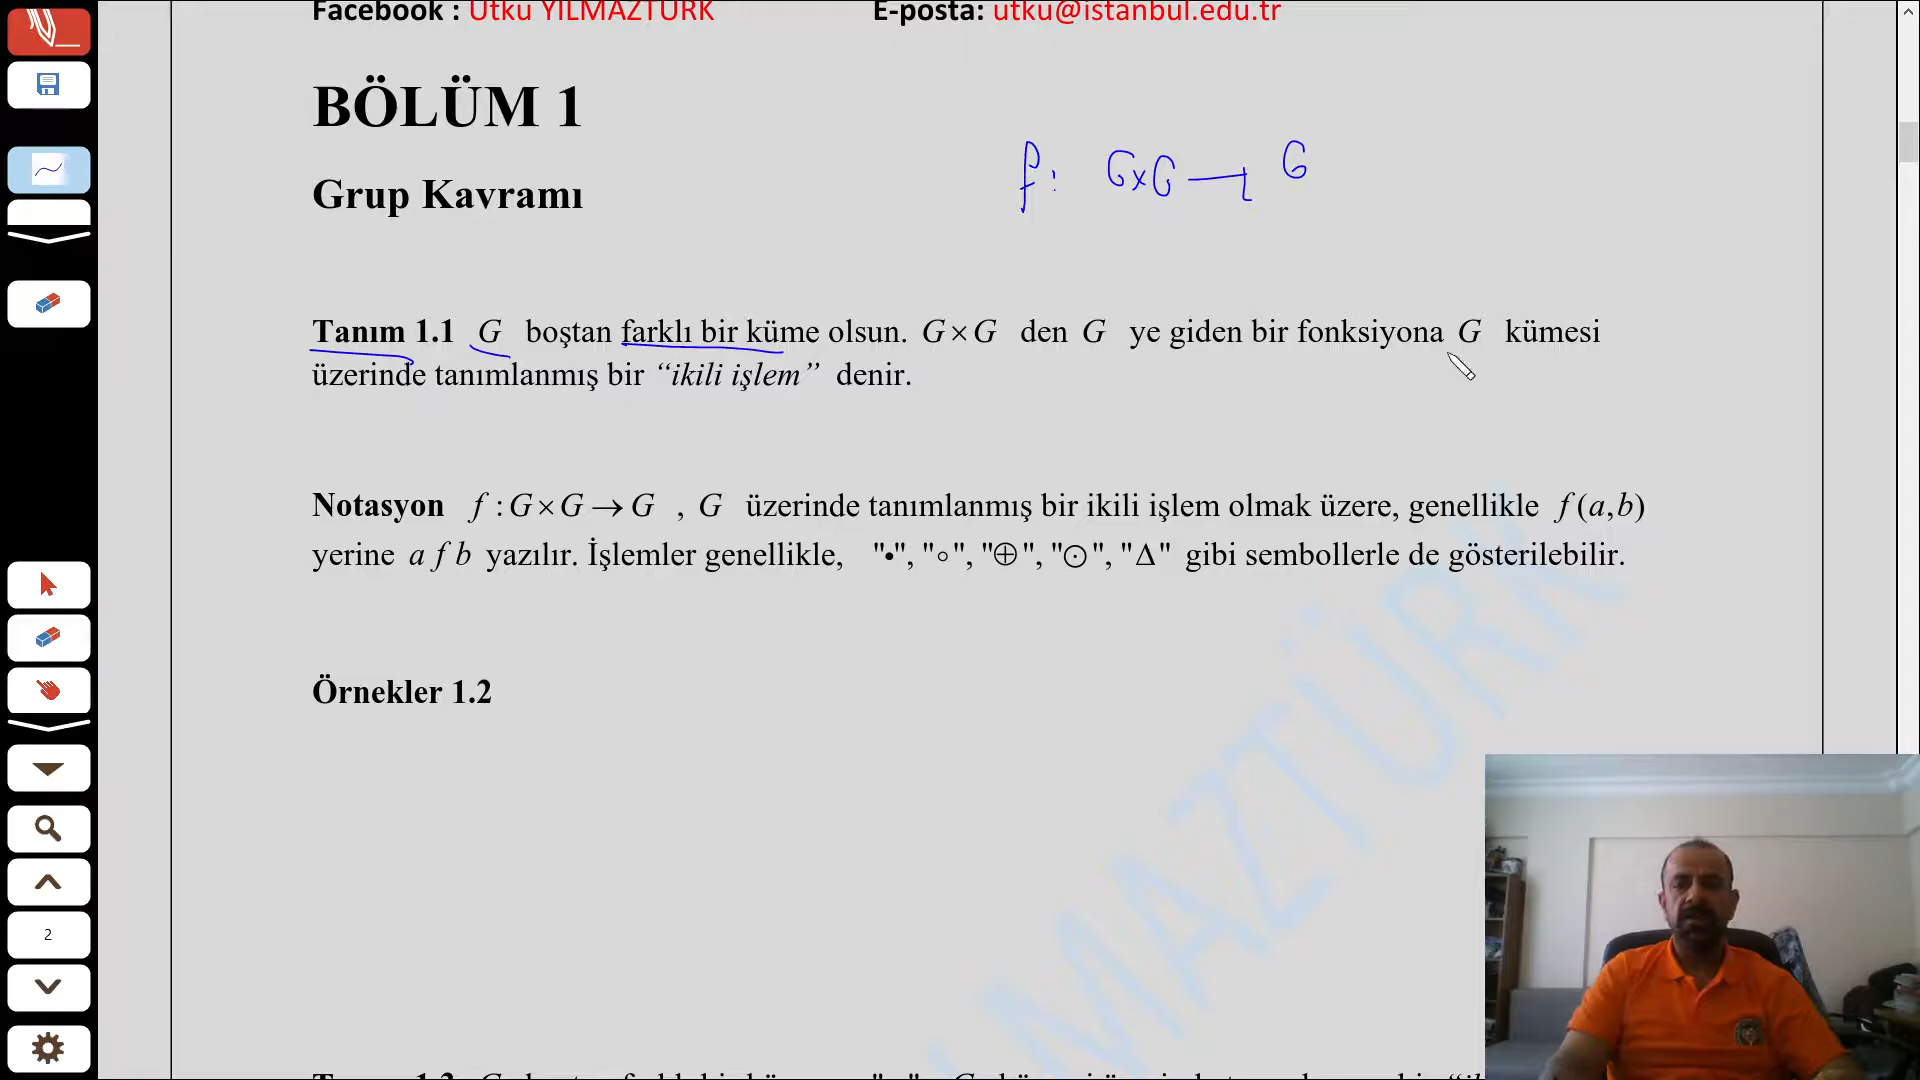 Facebook : Utku YILMAZTÜRK E-posta: utku@istanbul.edu.tr
BÖLÜM 1
f: G×G → G
Grup Kavramı
Tanım 1.1 G boştan farklı bir küme olsun. G×G den G ye giden bir fonksiyona G kümesi
üzerinde tanımlanmış bir “ikili işlem” denir.
Notasyon f : G×G → G , G üzerinde tanımlanmış bir ikili işlem olmak üzere, genellikle f (a,b)
yerine a f b yazılır. İşlemler genellikle, "•", "∘", "⊕", "⊙", "Δ" gibi sembollerle de gösterilebilir.
Örnekler 1.2
YILMAZTÜRK
2